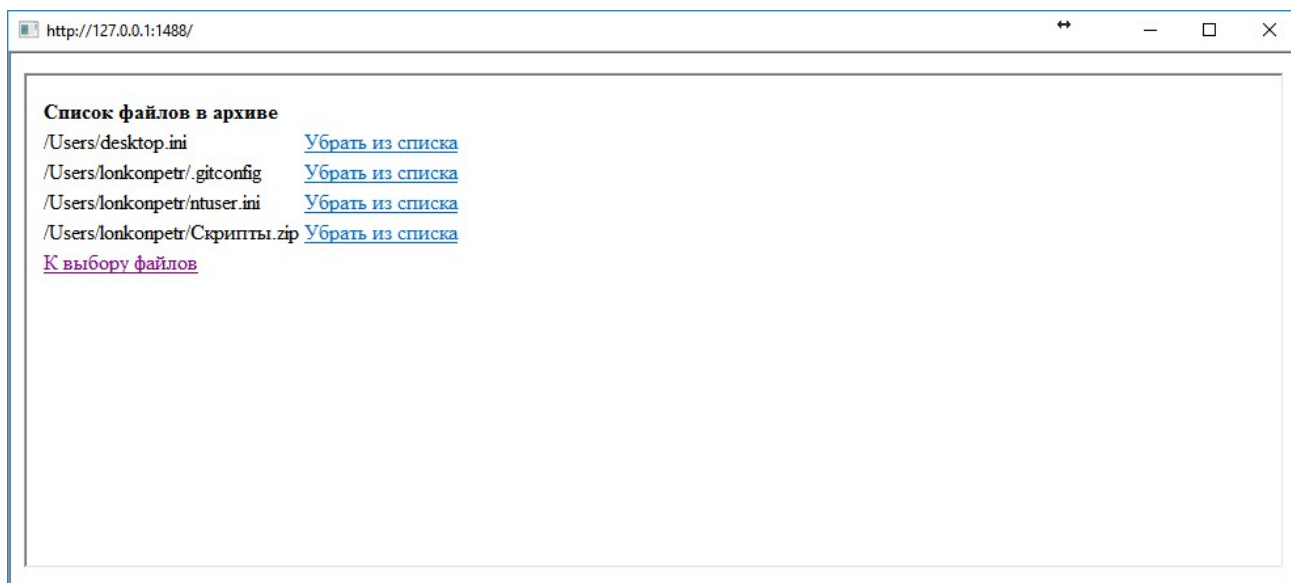 http://127.0.0.1:1488/
Список файлов в архиве
/Users/desktop.ini Убрать из списка
/Users/lonkonpetr/.gitconfig Убрать из списка
/Users/lonkonpetr/ntuser.ini Убрать из списка
/Users/lonkonpetr/Скрипты.zip Убрать из списка
К выбору файлов